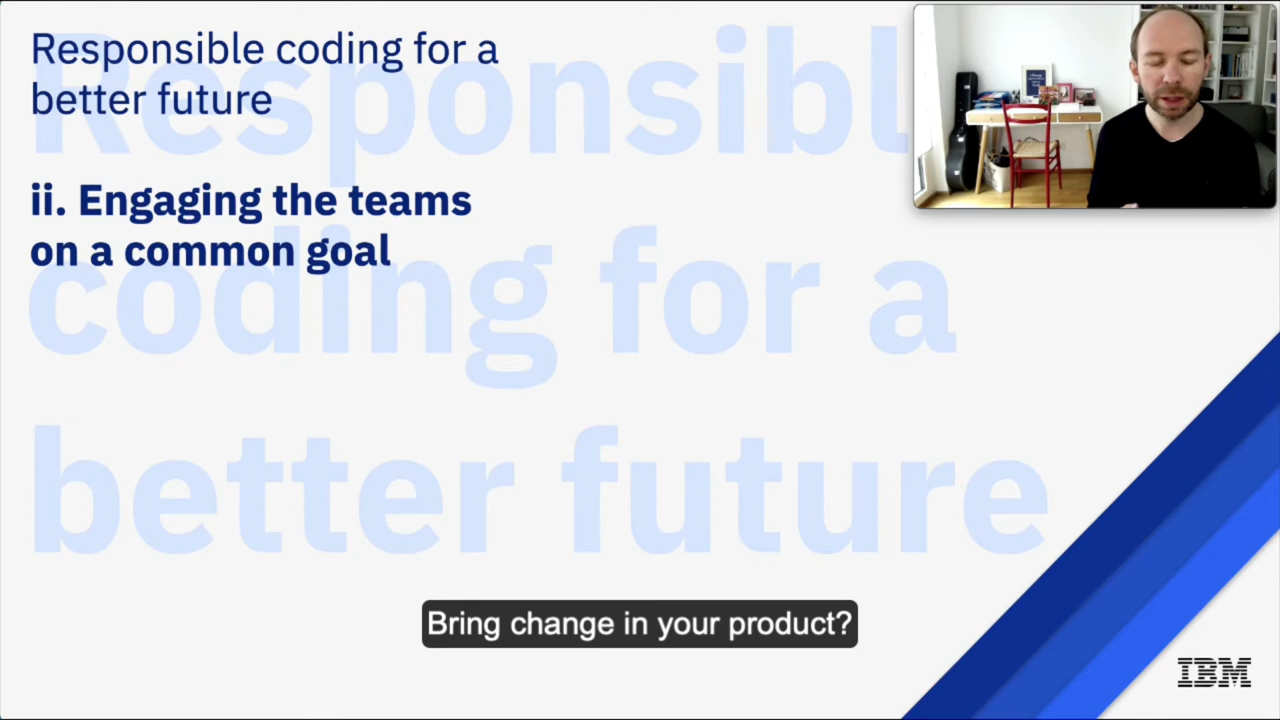 Responsible coding for a
better future
ii. Engaging the teams
on a common goal
Responsibl
coding for a
better future
Bring change in your product?
IBM